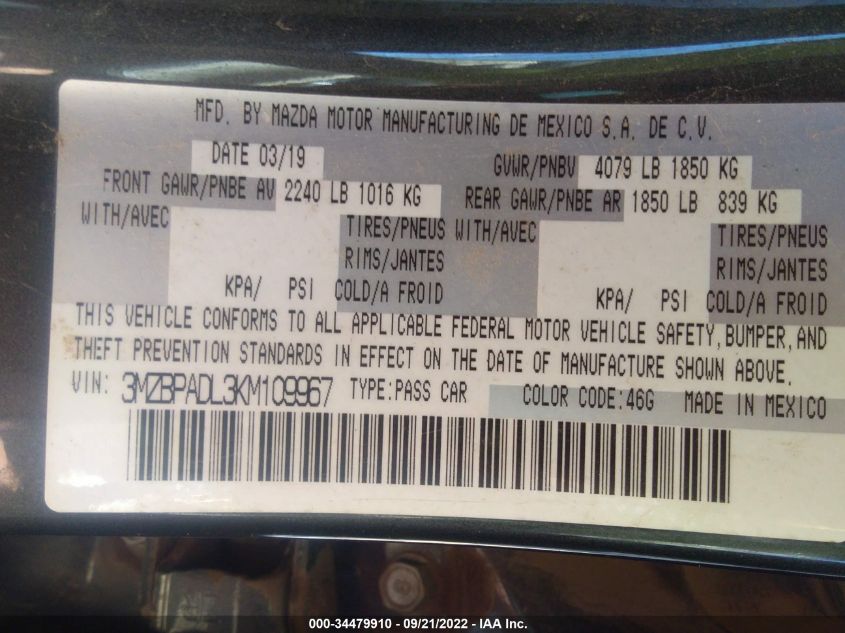 MFD. BY MAZDA MOTOR MANUFACTURING DE MEXICO S.A. DE C.V.
DATE 03/19 GVWR/PNBV 4079 LB 1850 KG
FRONT GAWR/PNBE AV 2240 LB 1016 KG REAR GAWR/PNBE AR 1850 LB 839 KG
WITH/AVEC TIRES/PNEUS WITH/AVEC TIRES/PNEUS
RIMS/JANTES RIMS/JANTES
KPA/ PSI COLD/A FROID KPA/ PSI COLD/A FROID
THIS VEHICLE CONFORMS TO ALL APPLICABLE FEDERAL MOTOR VEHICLE SAFETY, BUMPER, AND
THEFT PREVENTION STANDARDS IN EFFECT ON THE DATE OF MANUFACTURE SHOWN ABOVE.
VIN: 3MZBPADL3KM109967 TYPE:PASS CAR COLOR CODE:46G MADE IN MEXICO
000-34479910 - 09/21/2022 - IAA Inc.